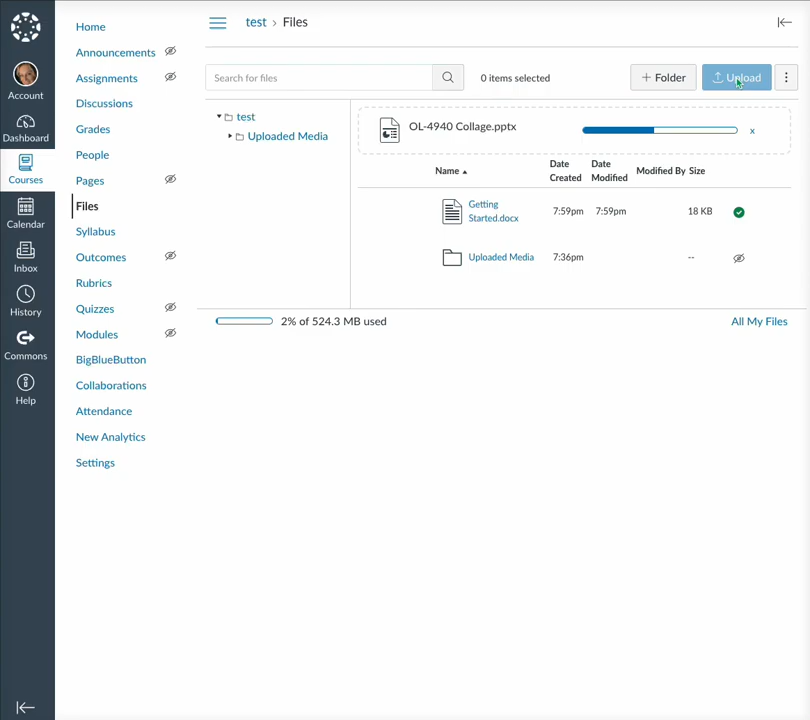 test › Files
Account
Dashboard
Courses
Calendar
Inbox
History
Commons
Help
Home
Announcements
Assignments
Discussions
Grades
People
Pages
Files
Syllabus
Outcomes
Rubrics
Quizzes
Modules
BigBlueButton
Collaborations
Attendance
New Analytics
Settings
Search for files
0 items selected
+ Folder
Upload
test
Uploaded Media
OL-4940 Collage.pptx
x
Name ▲
Date
Created
Date
Modified
Modified By
Size
Getting
Started.docx
7:59pm
7:59pm
18 KB
Uploaded Media
7:36pm
--
2% of 524.3 MB used
All My Files